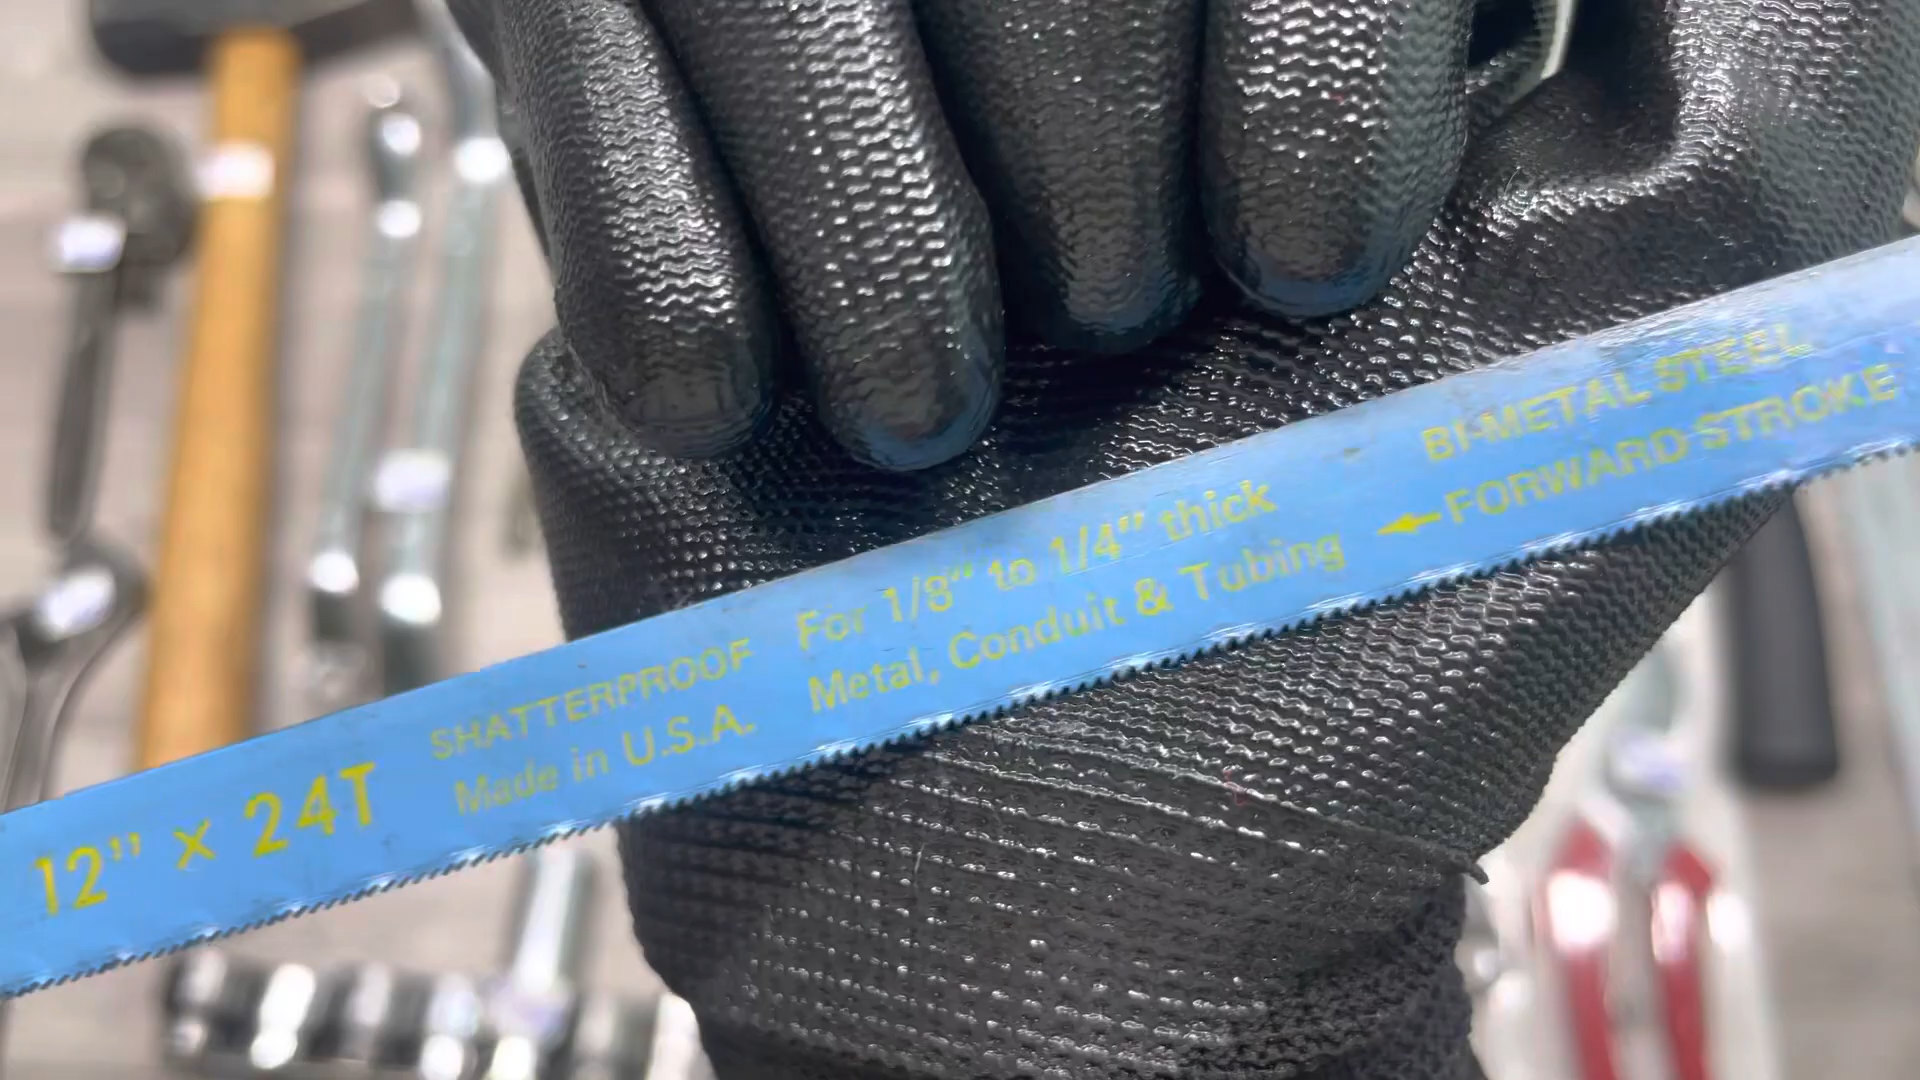 12" x 24T
SHATTERPROOF
Made in U.S.A.
For 1/8" to 1/4" thick
Metal, Conduit & Tubing
BI-METAL STEEL
←FORWARD STROKE